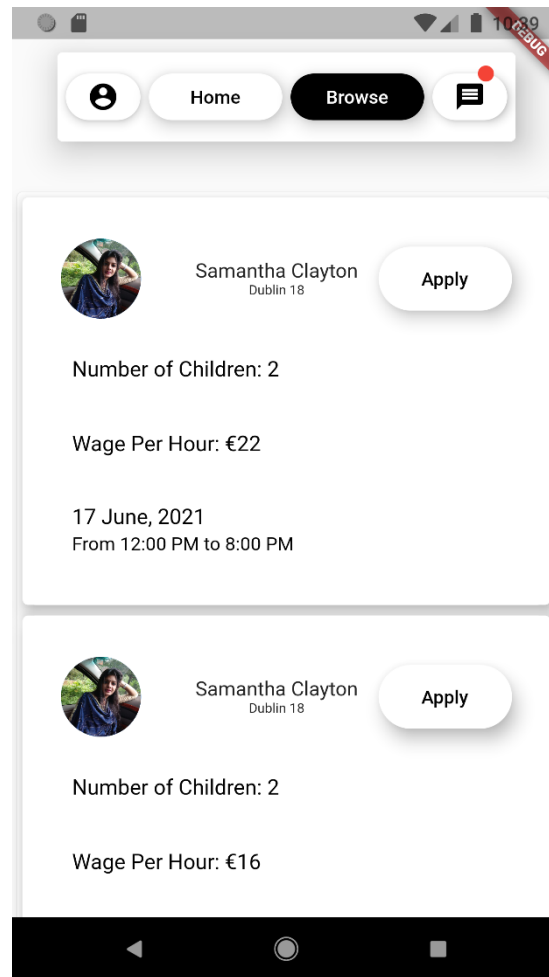 10:39
DEBUG
Home
Browse
Samantha Clayton
Dublin 18
Apply
Number of Children: 2
Wage Per Hour: €22
17 June, 2021
From 12:00 PM to 8:00 PM
Samantha Clayton
Dublin 18
Apply
Number of Children: 2
Wage Per Hour: €16